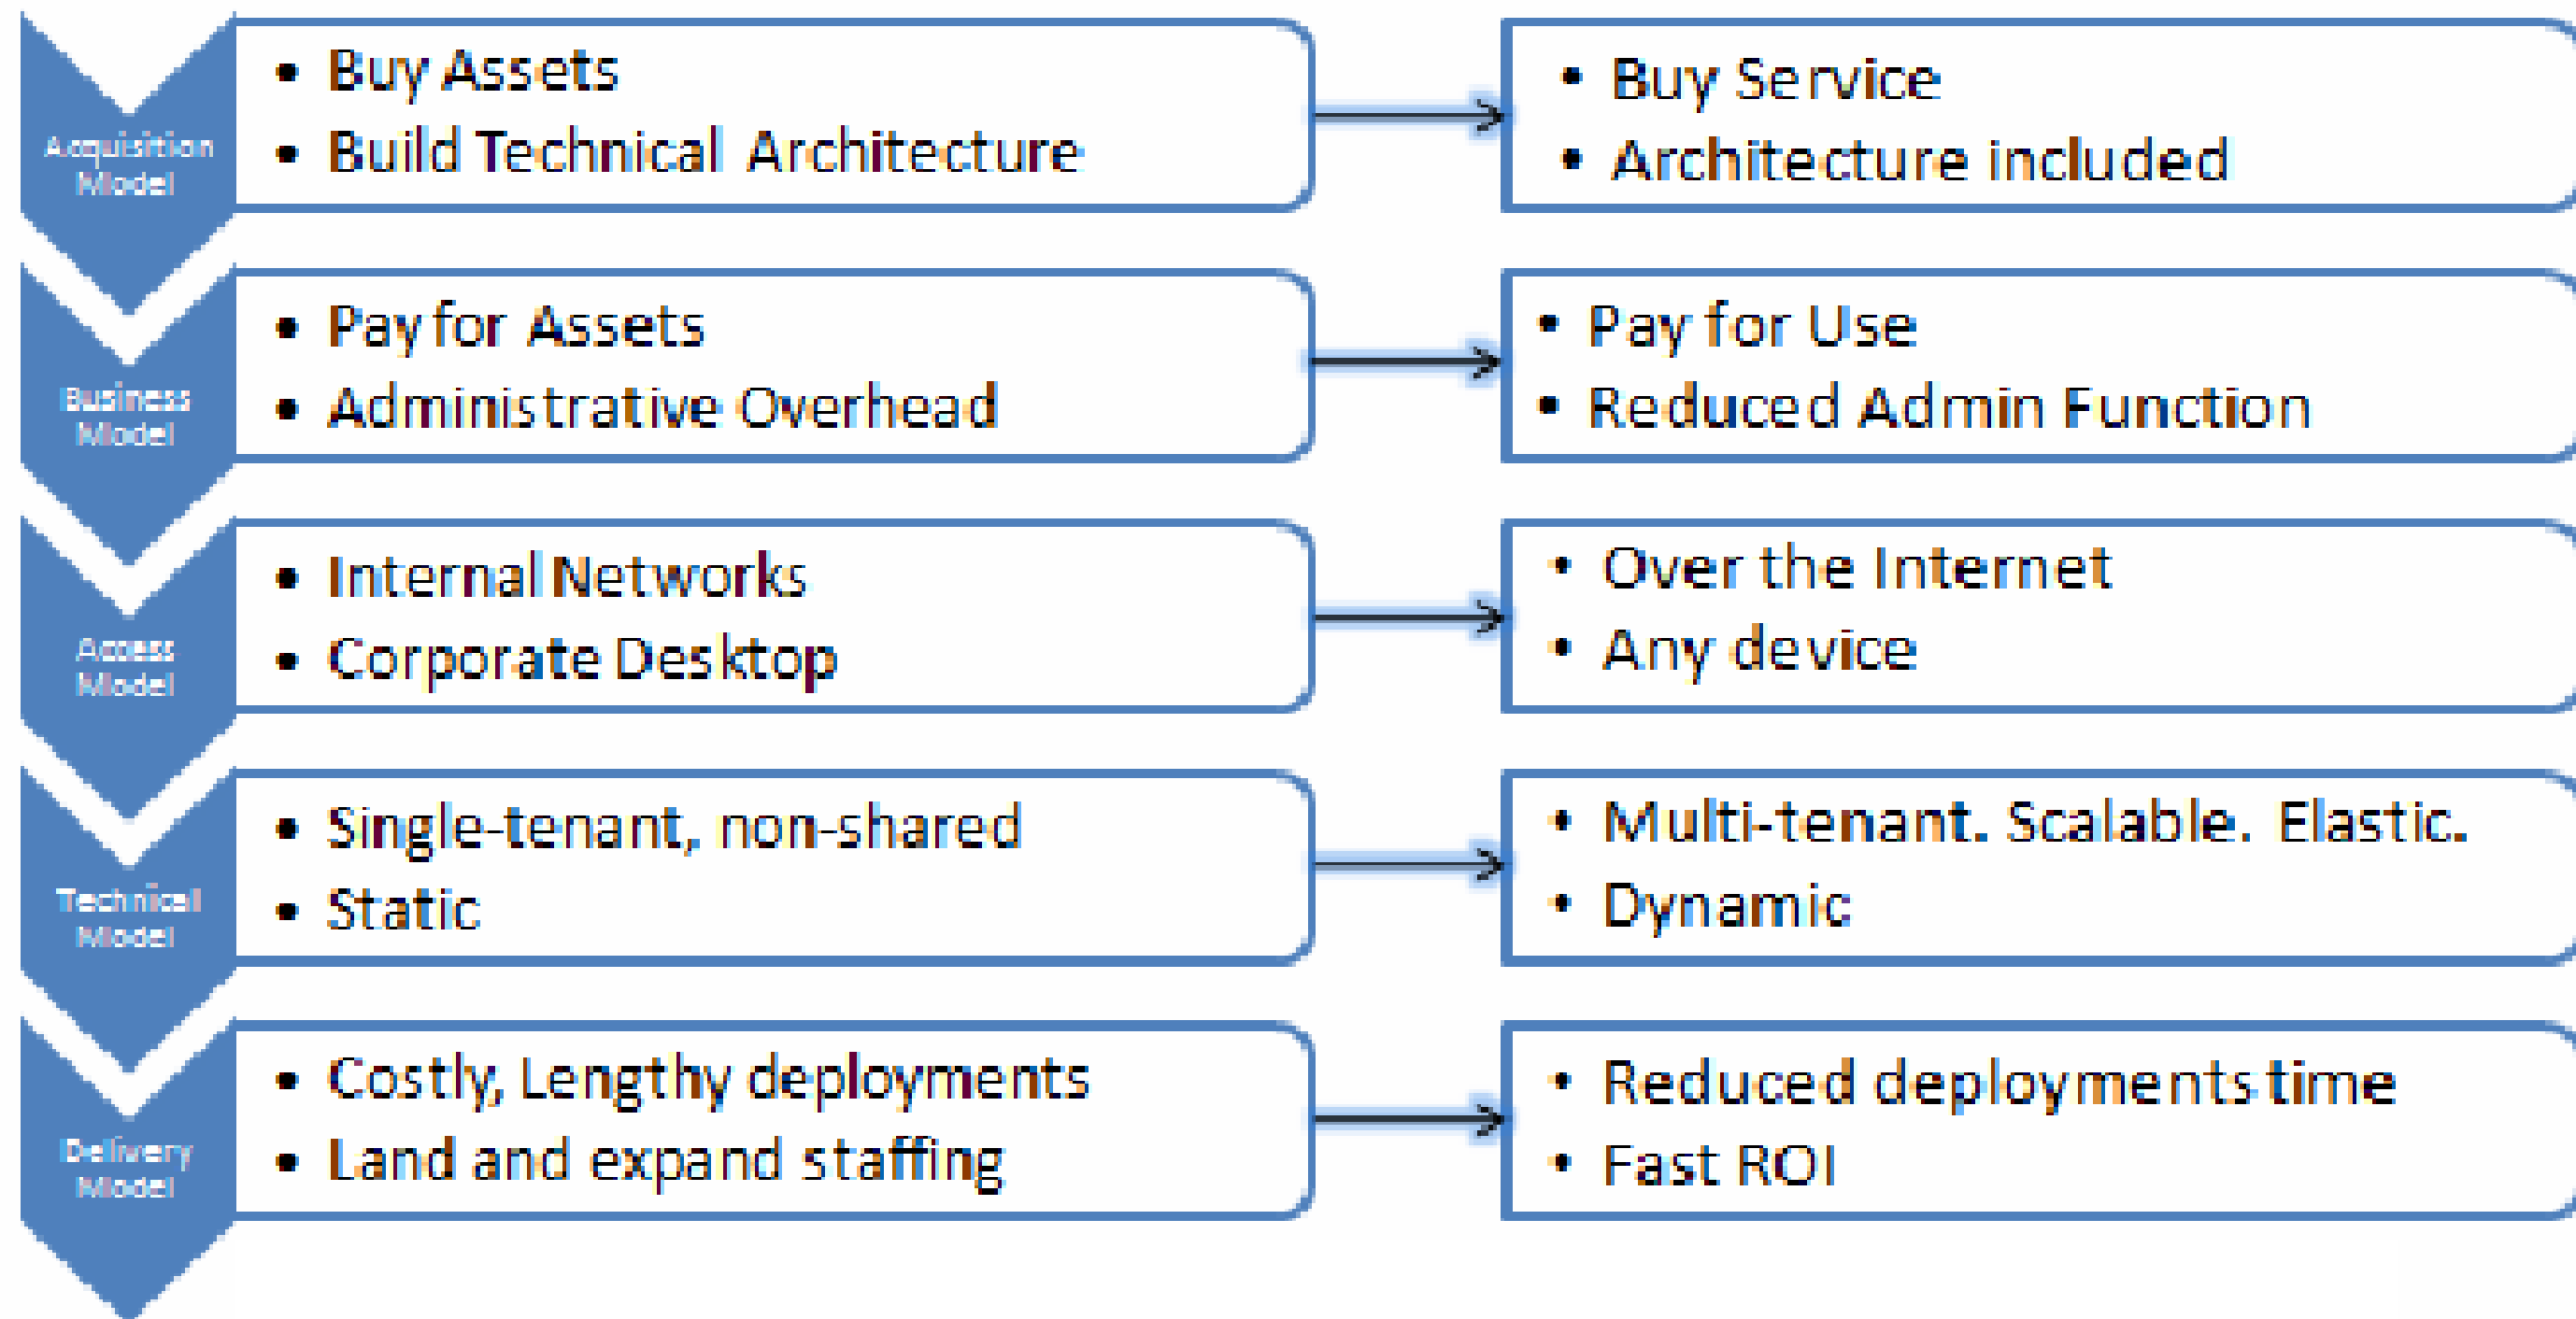 Acquisition
Model
• Buy Assets
• Build Technical Architecture
• Buy Service
• Architecture included
Business
Model
• Pay for Assets
• Administrative Overhead
• Pay for Use
• Reduced Admin Function
Access
Model
• Internal Networks
• Corporate Desktop
• Over the Internet
• Any device
Technical
Model
• Single-tenant, non-shared
• Static
• Multi-tenant. Scalable. Elastic.
• Dynamic
Delivery
Model
• Costly, Lengthy deployments
• Land and expand staffing
• Reduced deployments time
• Fast ROI